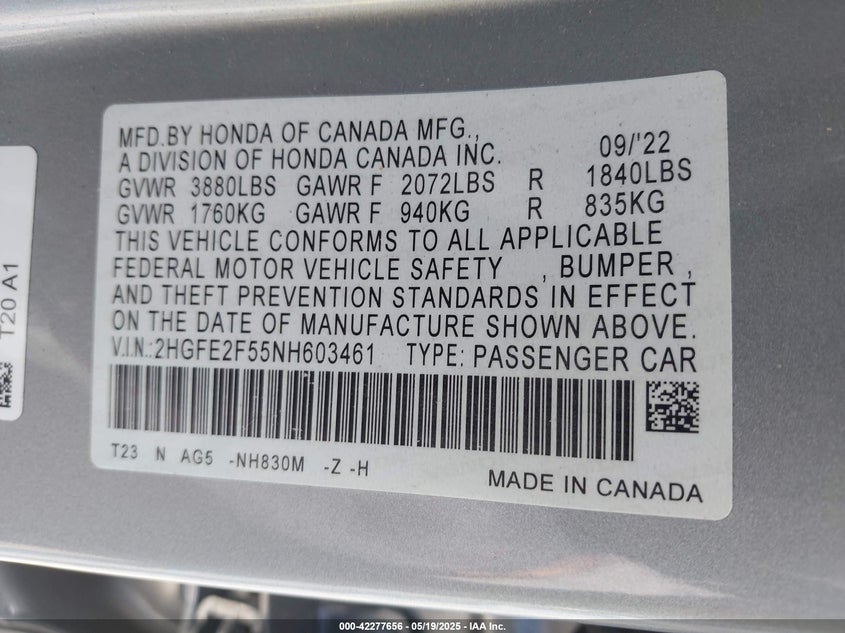 MFD.BY HONDA OF CANADA MFG.,
A DIVISION OF HONDA CANADA INC. 09/'22
GVWR 3880LBS GAWR F 2072LBS R 1840LBS
GVWR 1760KG GAWR F 940KG R 835KG
THIS VEHICLE CONFORMS TO ALL APPLICABLE
FEDERAL MOTOR VEHICLE SAFETY , BUMPER ,
AND THEFT PREVENTION STANDARDS IN EFFECT
ON THE DATE OF MANUFACTURE SHOWN ABOVE.
V.I.N.:2HGFE2F55NH603461 TYPE: PASSENGER CAR
T23 N AG5 -NH830M -Z -H
MADE IN CANADA
T20 A1
000-42277656 - 05/19/2025 - IAA Crop